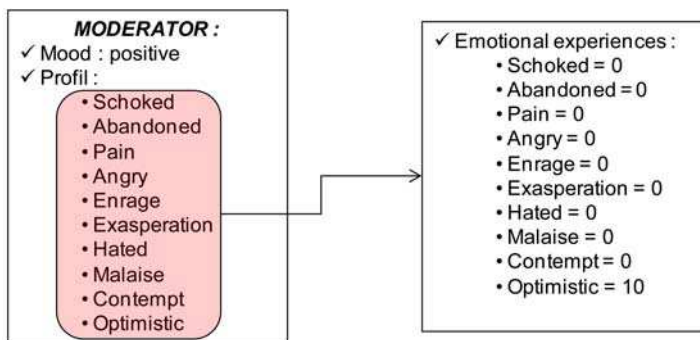 MODERATOR :
✓ Mood : positive
✓ Profil :
• Schoked
• Abandoned
• Pain
• Angry
• Enrage
• Exasperation
• Hated
• Malaise
• Contempt
• Optimistic
✓ Emotional experiences :
• Schoked = 0
• Abandoned = 0
• Pain = 0
• Angry = 0
• Enrage = 0
• Exasperation = 0
• Hated = 0
• Malaise = 0
• Contempt = 0
• Optimistic = 10